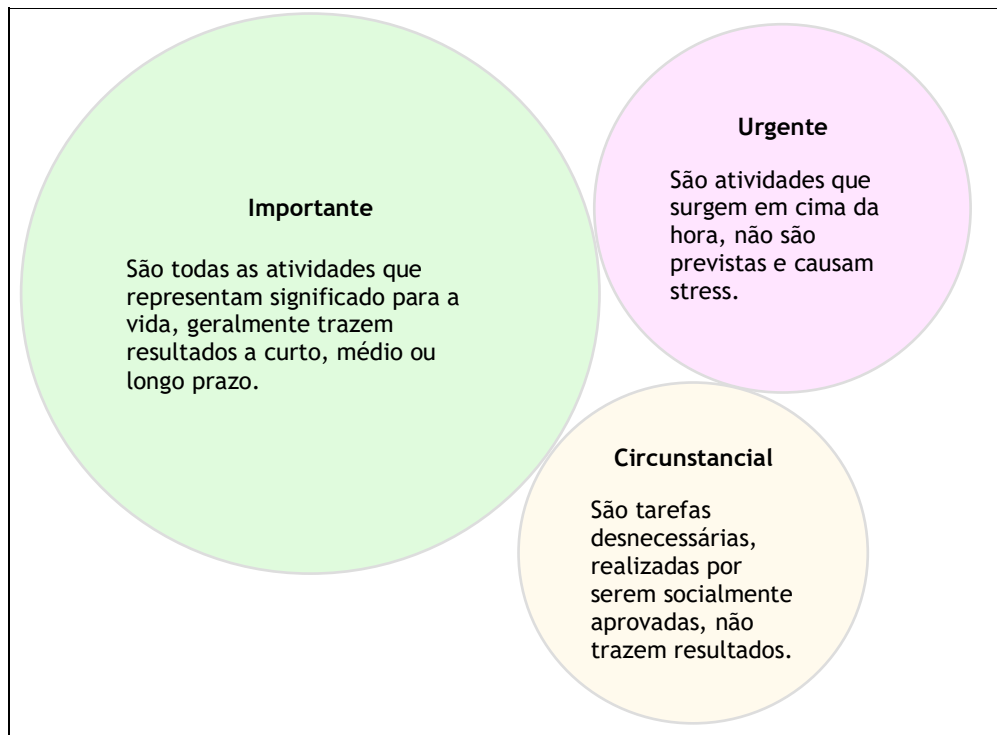 Importante
São todas as atividades que
representam significado para a
vida, geralmente trazem
resultados a curto, médio ou
longo prazo.
Urgente
São atividades que
surgem em cima da
hora, não são
previstas e causam
stress.
Circunstancial
São tarefas
desnecessárias,
realizadas por
serem socialmente
aprovadas, não
trazem resultados.